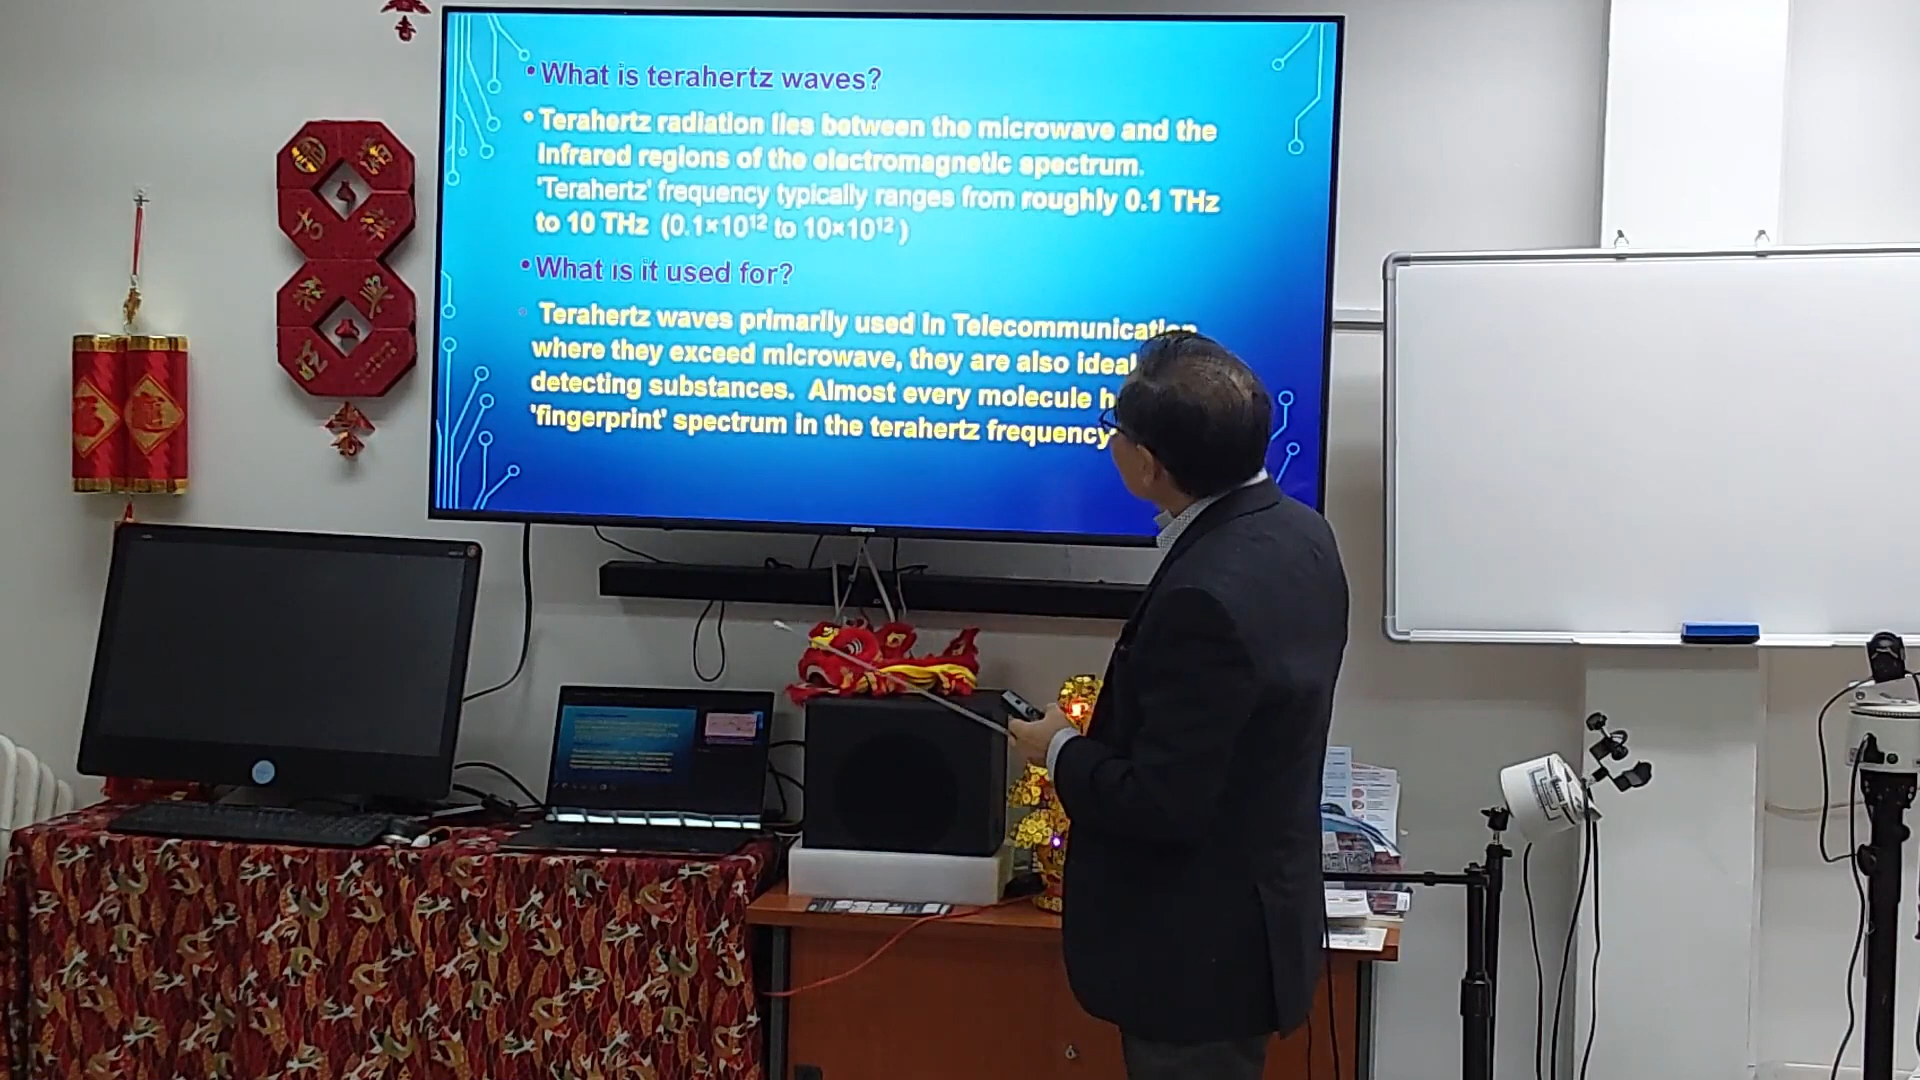 • What is terahertz waves?
• Terahertz radiation lies between the microwave and the
infrared regions of the electromagnetic spectrum.
'Terahertz' frequency typically ranges from roughly 0.1 THz
to 10 THz (0.1×10¹² to 10×10¹² )
• What is it used for?
Terahertz waves primarily used in Telecommunication
where they exceed microwave, they are also ideal
detecting substances. Almost every molecule
'fingerprint' spectrum in the terahertz frequency